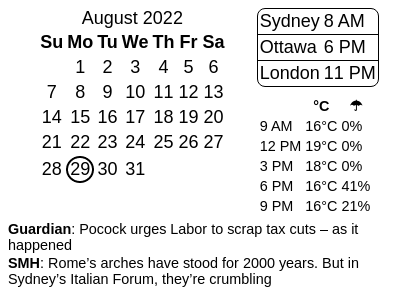 August 2022
Su Mo Tu We Th Fr Sa
1 2 3 4 5 6
7 8 9 10 11 12 13
14 15 16 17 18 19 20
21 22 23 24 25 26 27
28 29 30 31
Sydney 8 AM
Ottawa 6 PM
London 11 PM
°C ☂
9 AM 16°C 0%
12 PM 19°C 0%
3 PM 18°C 0%
6 PM 16°C 41%
9 PM 16°C 21%
Guardian: Pocock urges Labor to scrap tax cuts – as it
happened
SMH: Rome's arches have stood for 2000 years. But in
Sydney's Italian Forum, they're crumbling